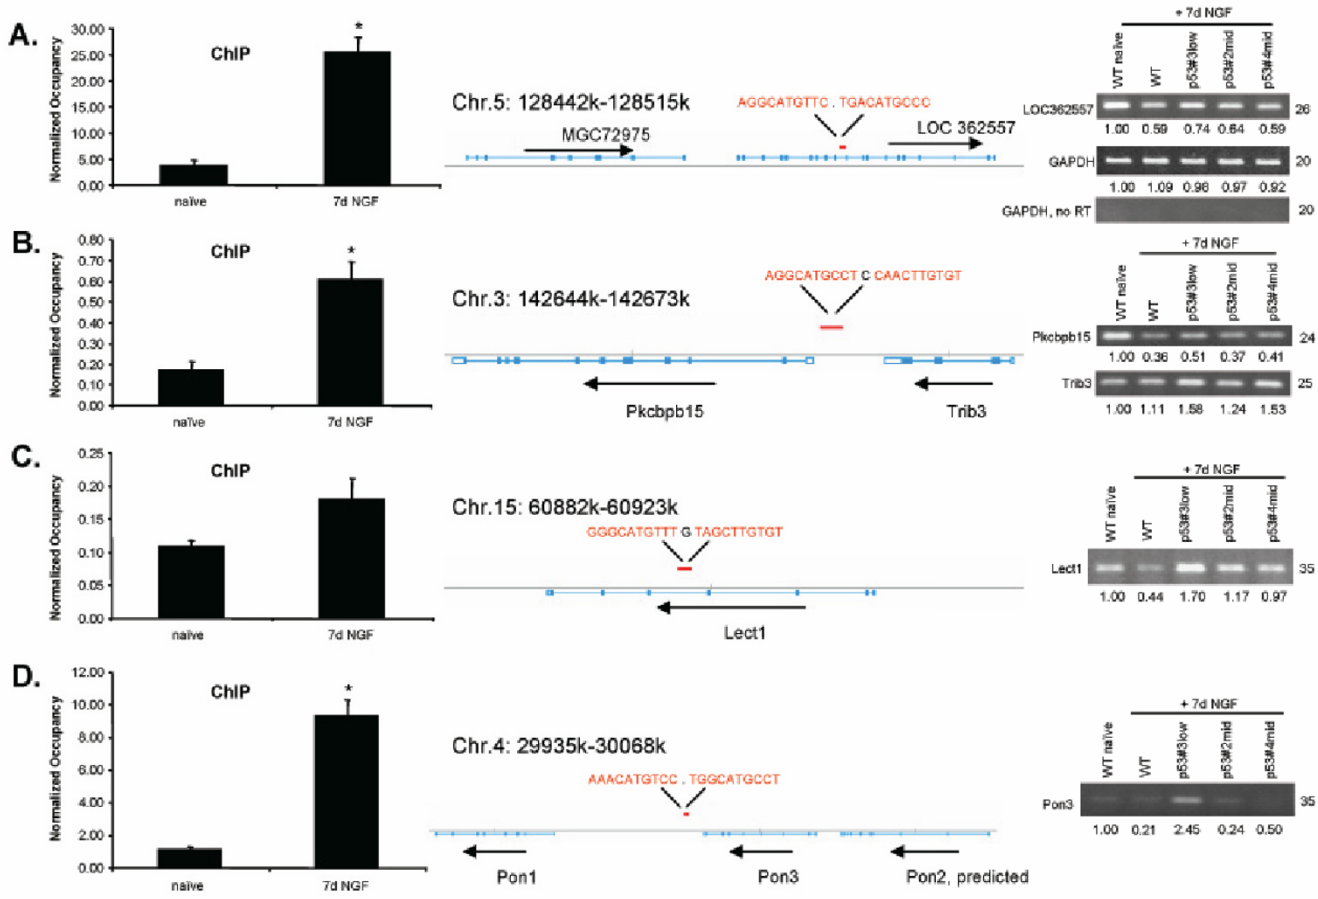 A.
ChIP
Normalized Occupancy
30.00
25.00
20.00
15.00
10.00
5.00
0.00
*
naïve
7d NGF
Chr.5: 128442k-128515k
AGGCATGTTC . TGACATGCCC
MGC72975
LOC 362557
+ 7d NGF
WT naïve
WT
p53#3low
p53#2mid
p53#4mid
LOC362557
26
1.00 0.59 0.74 0.64 0.59
GAPDH
20
1.00 1.09 0.96 0.97 0.92
GAPDH, no RT
20
B.
ChIP
Normalized Occupancy
0.80
0.70
0.60
0.50
0.40
0.30
0.20
0.10
0.00
*
naïve
7d NGF
Chr.3: 142644k-142673k
AGGCATGCCT C CAACTTGTGT
Pkcbpb15
Trib3
+ 7d NGF
WT naïve
WT
p53#3low
p53#2mid
p53#4mid
Pkcbpb15
24
1.00 0.36 0.51 0.37 0.41
Trib3
25
1.00 1.11 1.58 1.24 1.53
C.
ChIP
Normalized Occupancy
0.25
0.20
0.15
0.10
0.05
0.00
naïve
7d NGF
Chr.15: 60882k-60923k
GGGCATGTTT G TAGCTTGTGT
Lect1
+ 7d NGF
WT naïve
WT
p53#3low
p53#2mid
p53#4mid
Lect1
35
1.00 0.44 1.70 1.17 0.97
D.
ChIP
Normalized Occupancy
12.00
10.00
8.00
6.00
4.00
2.00
0.00
*
naïve
7d NGF
Chr.4: 29935k-30068k
AAACATGTCC . TGGCATGCCT
Pon1
Pon3
Pon2, predicted
+ 7d NGF
WT naïve
WT
p53#3low
p53#2mid
p53#4mid
Pon3
35
1.00 0.21 2.45 0.24 0.50